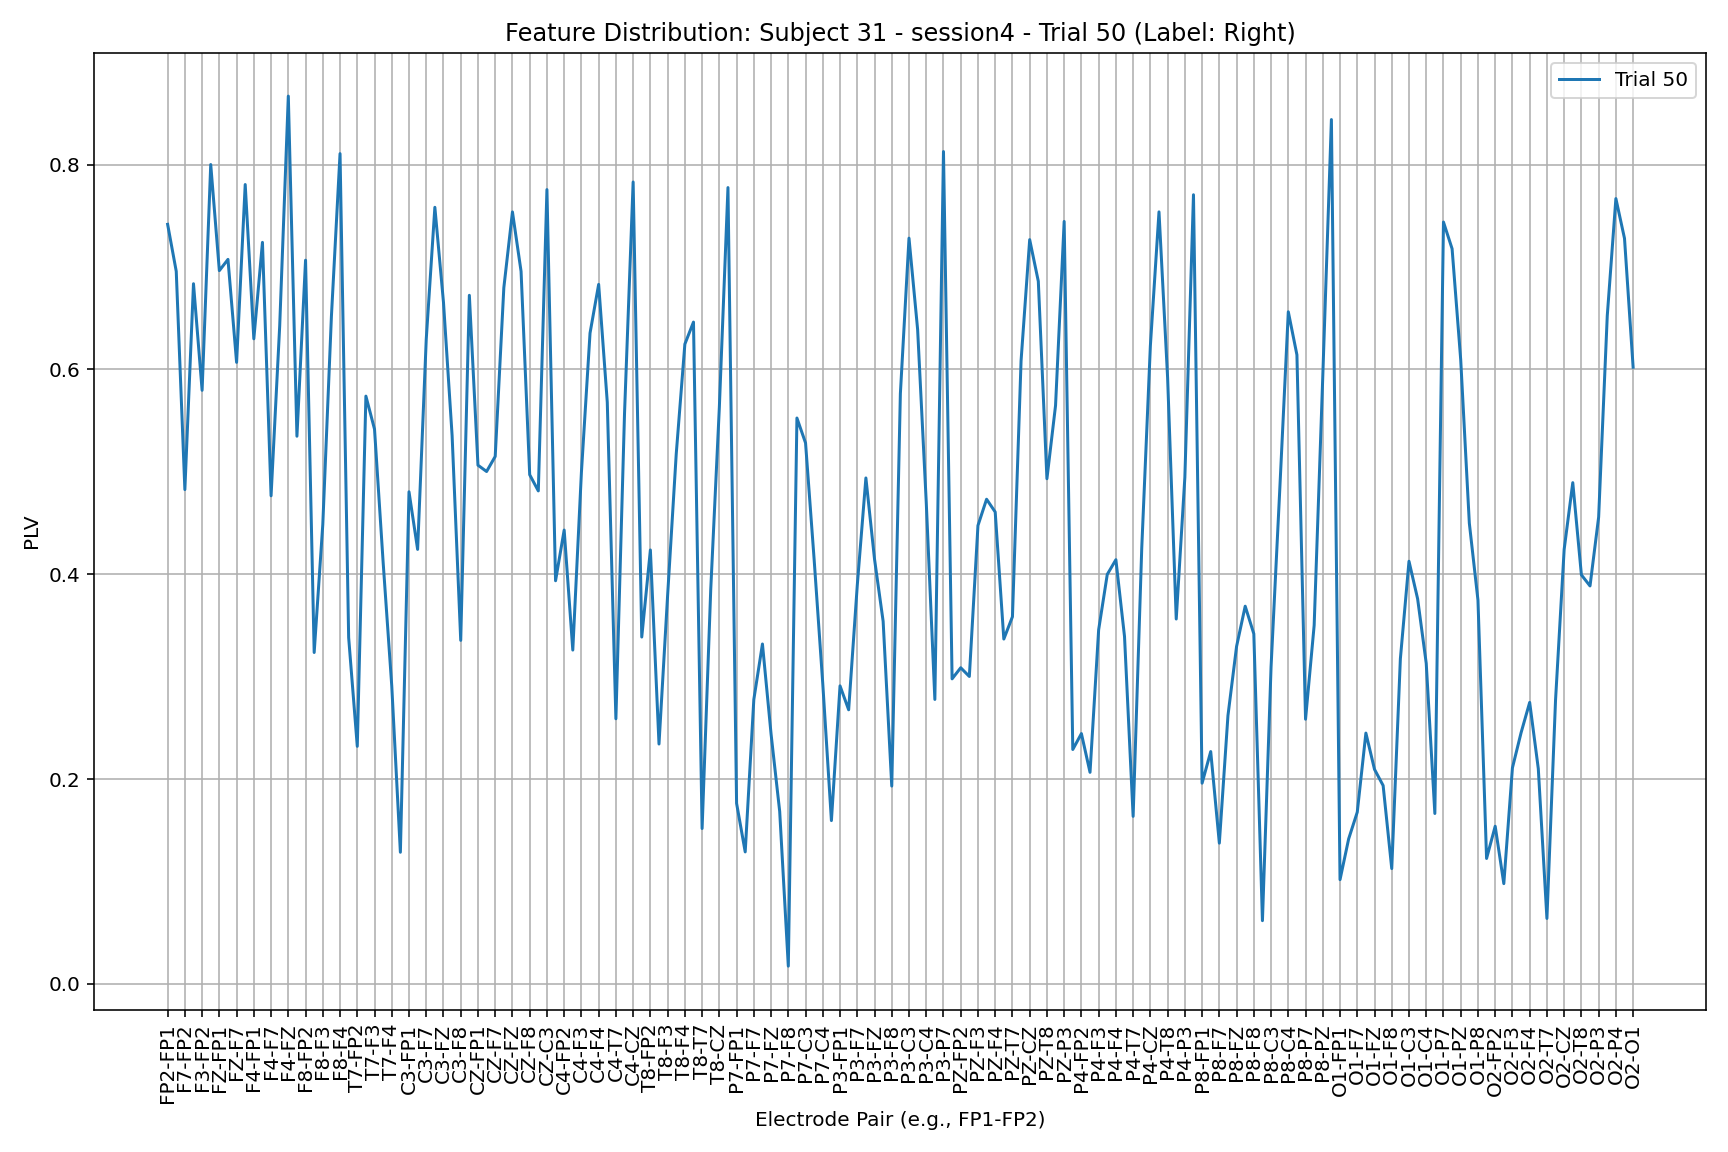 Feature Distribution: Subject 31 - session4 - Trial 50 (Label: Right)
Trial 50
PLV
0.8
0.6
0.4
0.2
0.0
FP2-FP1
F7-FP2
F3-FP2
FZ-FP1
FZ-F7
F4-FP1
F4-F7
F4-FZ
F8-FP2
F8-F3
F8-F4
T7-FP2
T7-F3
T7-F4
C3-FP1
C3-F7
C3-FZ
C3-F8
CZ-FP1
CZ-F7
CZ-FZ
CZ-F8
CZ-C3
C4-FP2
C4-F3
C4-F4
C4-T7
C4-CZ
T8-FP2
T8-F3
T8-F4
T8-T7
T8-CZ
P7-FP1
P7-F7
P7-FZ
P7-F8
P7-C3
P7-C4
P3-FP1
P3-F7
P3-FZ
P3-F8
P3-C3
P3-C4
P3-P7
PZ-FP2
PZ-F3
PZ-F4
PZ-T7
PZ-CZ
PZ-T8
PZ-P3
P4-FP2
P4-F3
P4-F4
P4-T7
P4-CZ
P4-T8
P4-P3
P8-FP1
P8-F7
P8-FZ
P8-F8
P8-C3
P8-C4
P8-P7
P8-PZ
O1-FP1
O1-F7
O1-FZ
O1-F8
O1-C3
O1-C4
O1-P7
O1-PZ
O1-P8
O2-FP2
O2-F3
O2-F4
O2-T7
O2-CZ
O2-T8
O2-P3
O2-P4
O2-O1
Electrode Pair (e.g., FP1-FP2)